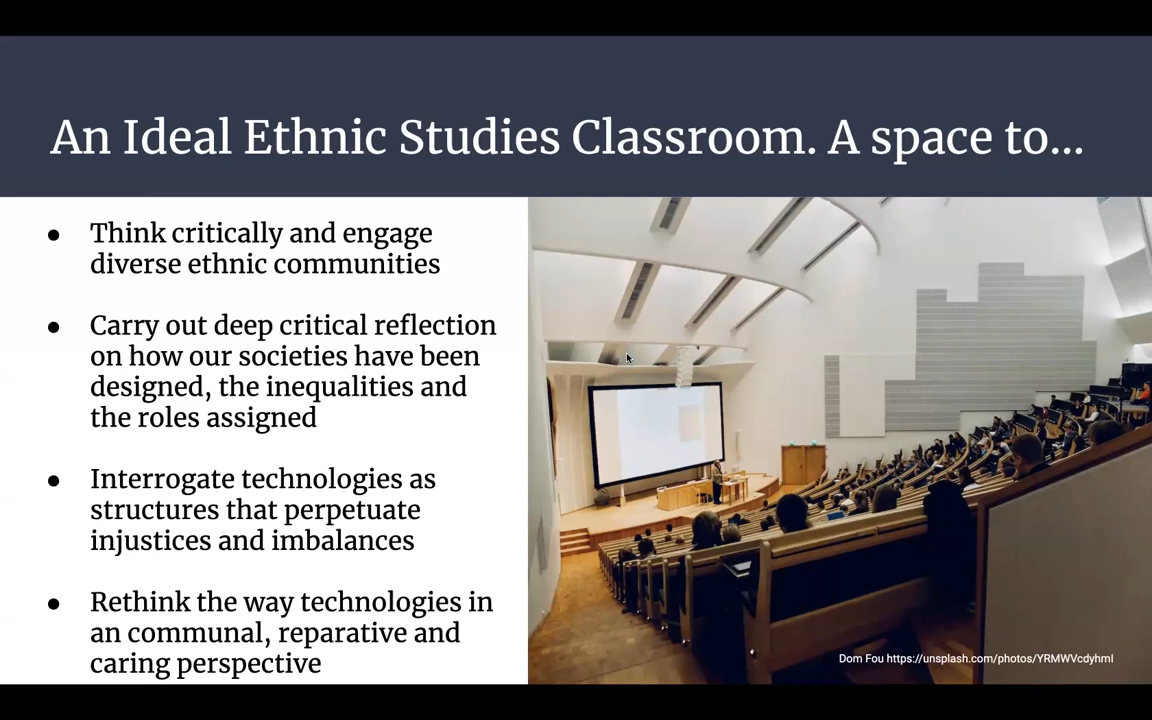 An Ideal Ethnic Studies Classroom. A space to...
● Think critically and engage
diverse ethnic communities
● Carry out deep critical reflection
on how our societies have been
designed, the inequalities and
the roles assigned
● Interrogate technologies as
structures that perpetuate
injustices and imbalances
● Rethink the way technologies in
an communal, reparative and
caring perspective
Dom Fou https://unsplash.com/photos/YRMWVcdyhmI